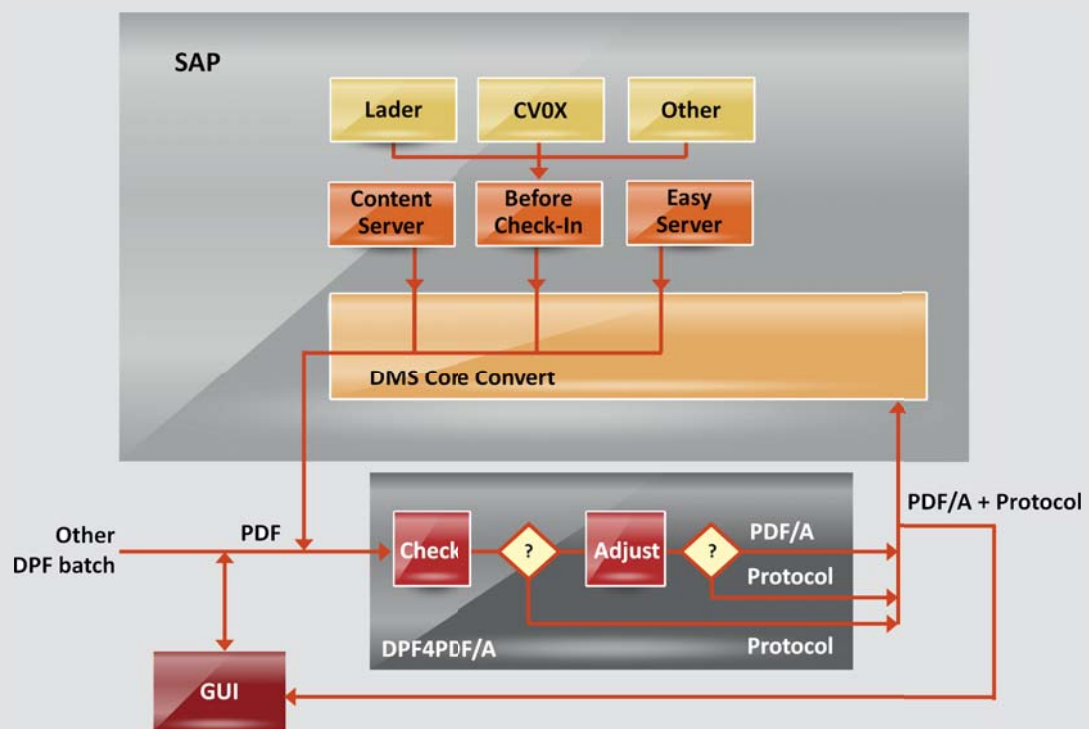 SAP
Lader
CV0X
Other
Content
Server
Before
Check-In
Easy
Server
DMS Core Convert
PDF/A + Protocol
Other
DPF batch
PDF
Check
?
Adjust
?
PDF/A
Protocol
Protocol
DPF4PDF/A
GUI